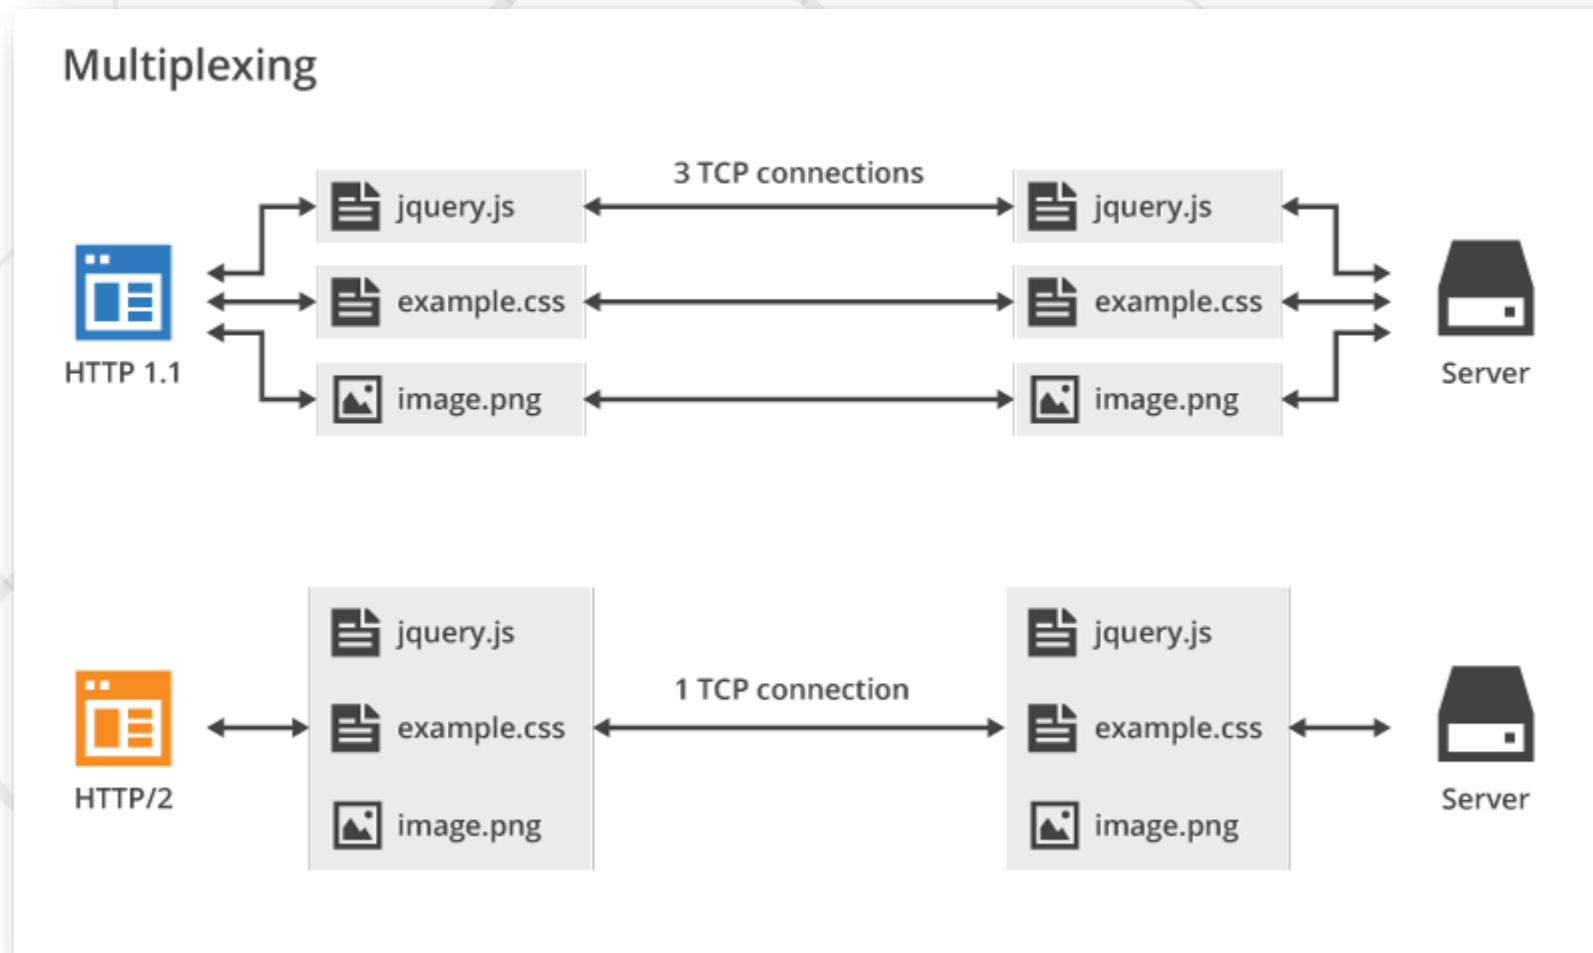 Multiplexing
3 TCP connections
jquery.js
jquery.js
example.css
example.css
HTTP 1.1
Server
image.png
image.png
jquery.js
jquery.js
1 TCP connection
example.css
example.css
HTTP/2
Server
image.png
image.png